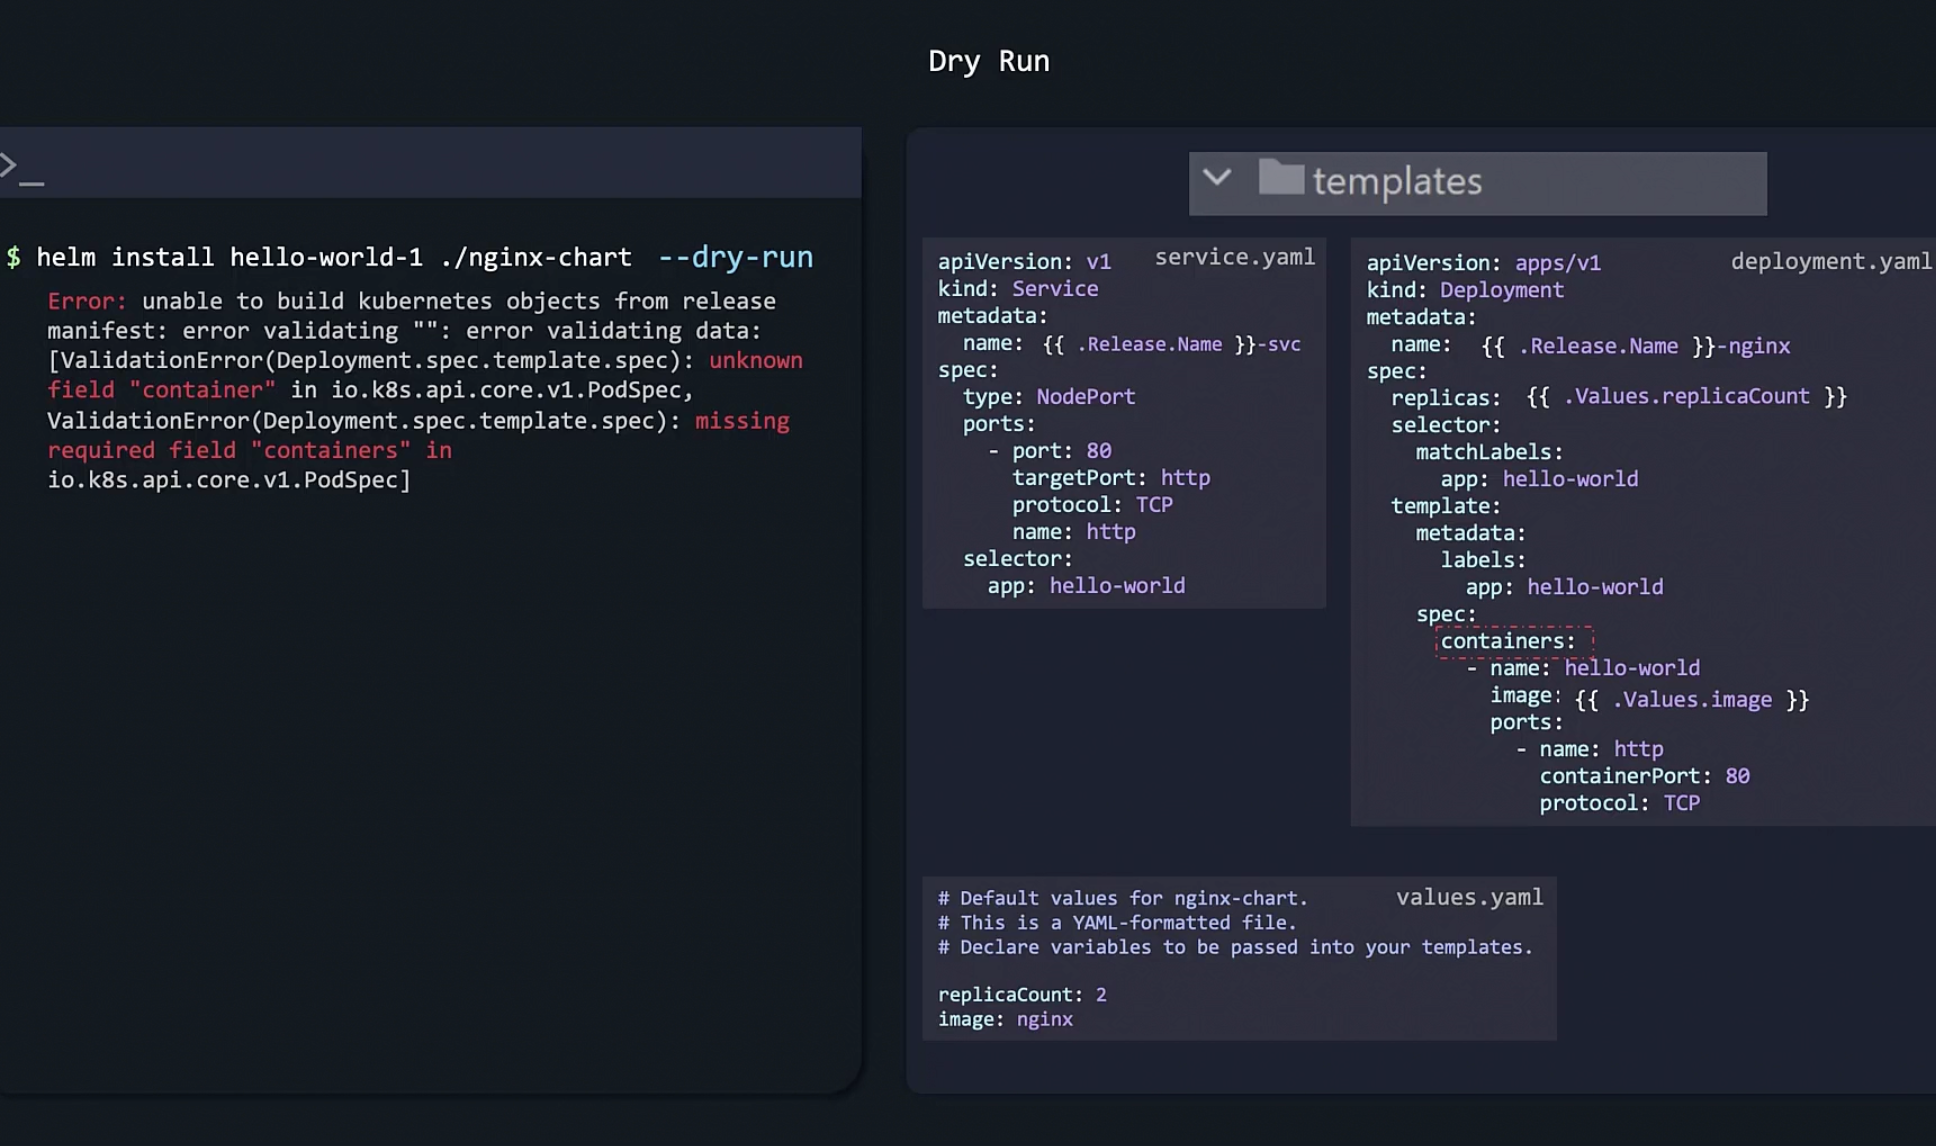 Dry Run
>_
$ helm install hello-world-1 ./nginx-chart --dry-run
Error: unable to build kubernetes objects from release
manifest: error validating "": error validating data:
[ValidationError(Deployment.spec.template.spec): unknown
field "container" in io.k8s.api.core.v1.PodSpec,
ValidationError(Deployment.spec.template.spec): missing
required field "containers" in
io.k8s.api.core.v1.PodSpec]
templates
service.yaml
apiVersion: v1
kind: Service
metadata:
  name: {{ .Release.Name }}-svc
spec:
  type: NodePort
  ports:
    - port: 80
      targetPort: http
      protocol: TCP
      name: http
  selector:
    app: hello-world
deployment.yaml
apiVersion: apps/v1
kind: Deployment
metadata:
  name: {{ .Release.Name }}-nginx
spec:
  replicas: {{ .Values.replicaCount }}
  selector:
    matchLabels:
      app: hello-world
  template:
    metadata:
      labels:
        app: hello-world
    spec:
      containers:
        - name: hello-world
          image: {{ .Values.image }}
          ports:
            - name: http
              containerPort: 80
              protocol: TCP
values.yaml
# Default values for nginx-chart.
# This is a YAML-formatted file.
# Declare variables to be passed into your templates.
replicaCount: 2
image: nginx